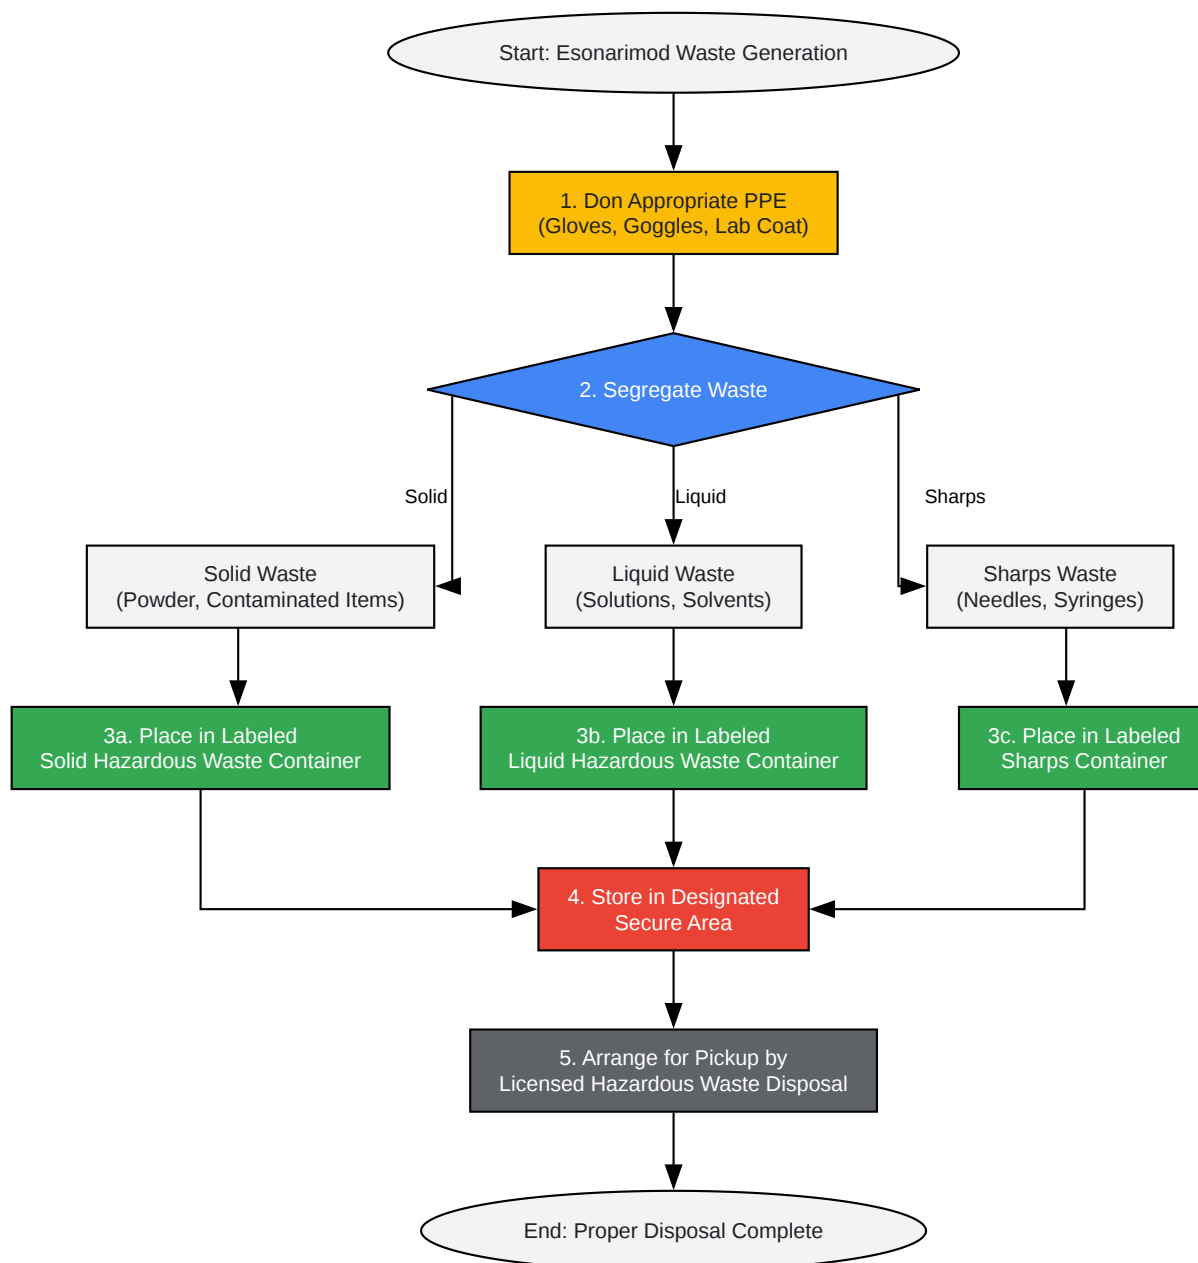 Start: Esonarimod Waste Generation
1. Don Appropriate PPE
(Gloves, Goggles, Lab Coat)
2. Segregate Waste
Solid
Liquid
Sharps
Solid Waste
(Powder, Contaminated Items)
Liquid Waste
(Solutions, Solvents)
Sharps Waste
(Needles, Syringes)
3a. Place in Labeled
Solid Hazardous Waste Container
3b. Place in Labeled
Liquid Hazardous Waste Container
3c. Place in Labeled
Sharps Container
4. Store in Designated
Secure Area
5. Arrange for Pickup by
Licensed Hazardous Waste Disposal
End: Proper Disposal Complete